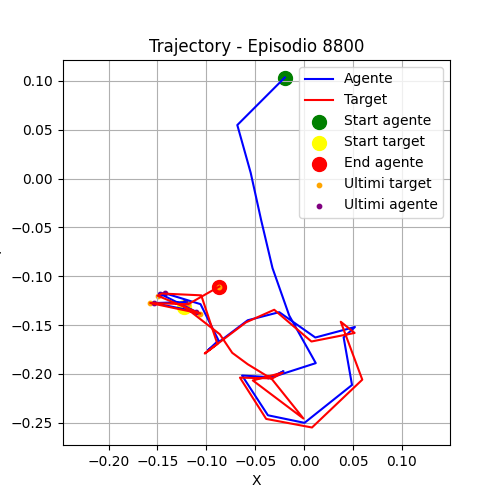 Trajectory - Episodio 8800
Agente
Target
Start agente
Start target
End agente
Ultimi target
Ultimi agente
0.10
0.05
0.00
−0.05
−0.10
−0.15
−0.20
−0.25
−0.20
−0.15
−0.10
−0.05
0.00
0.05
0.10
X